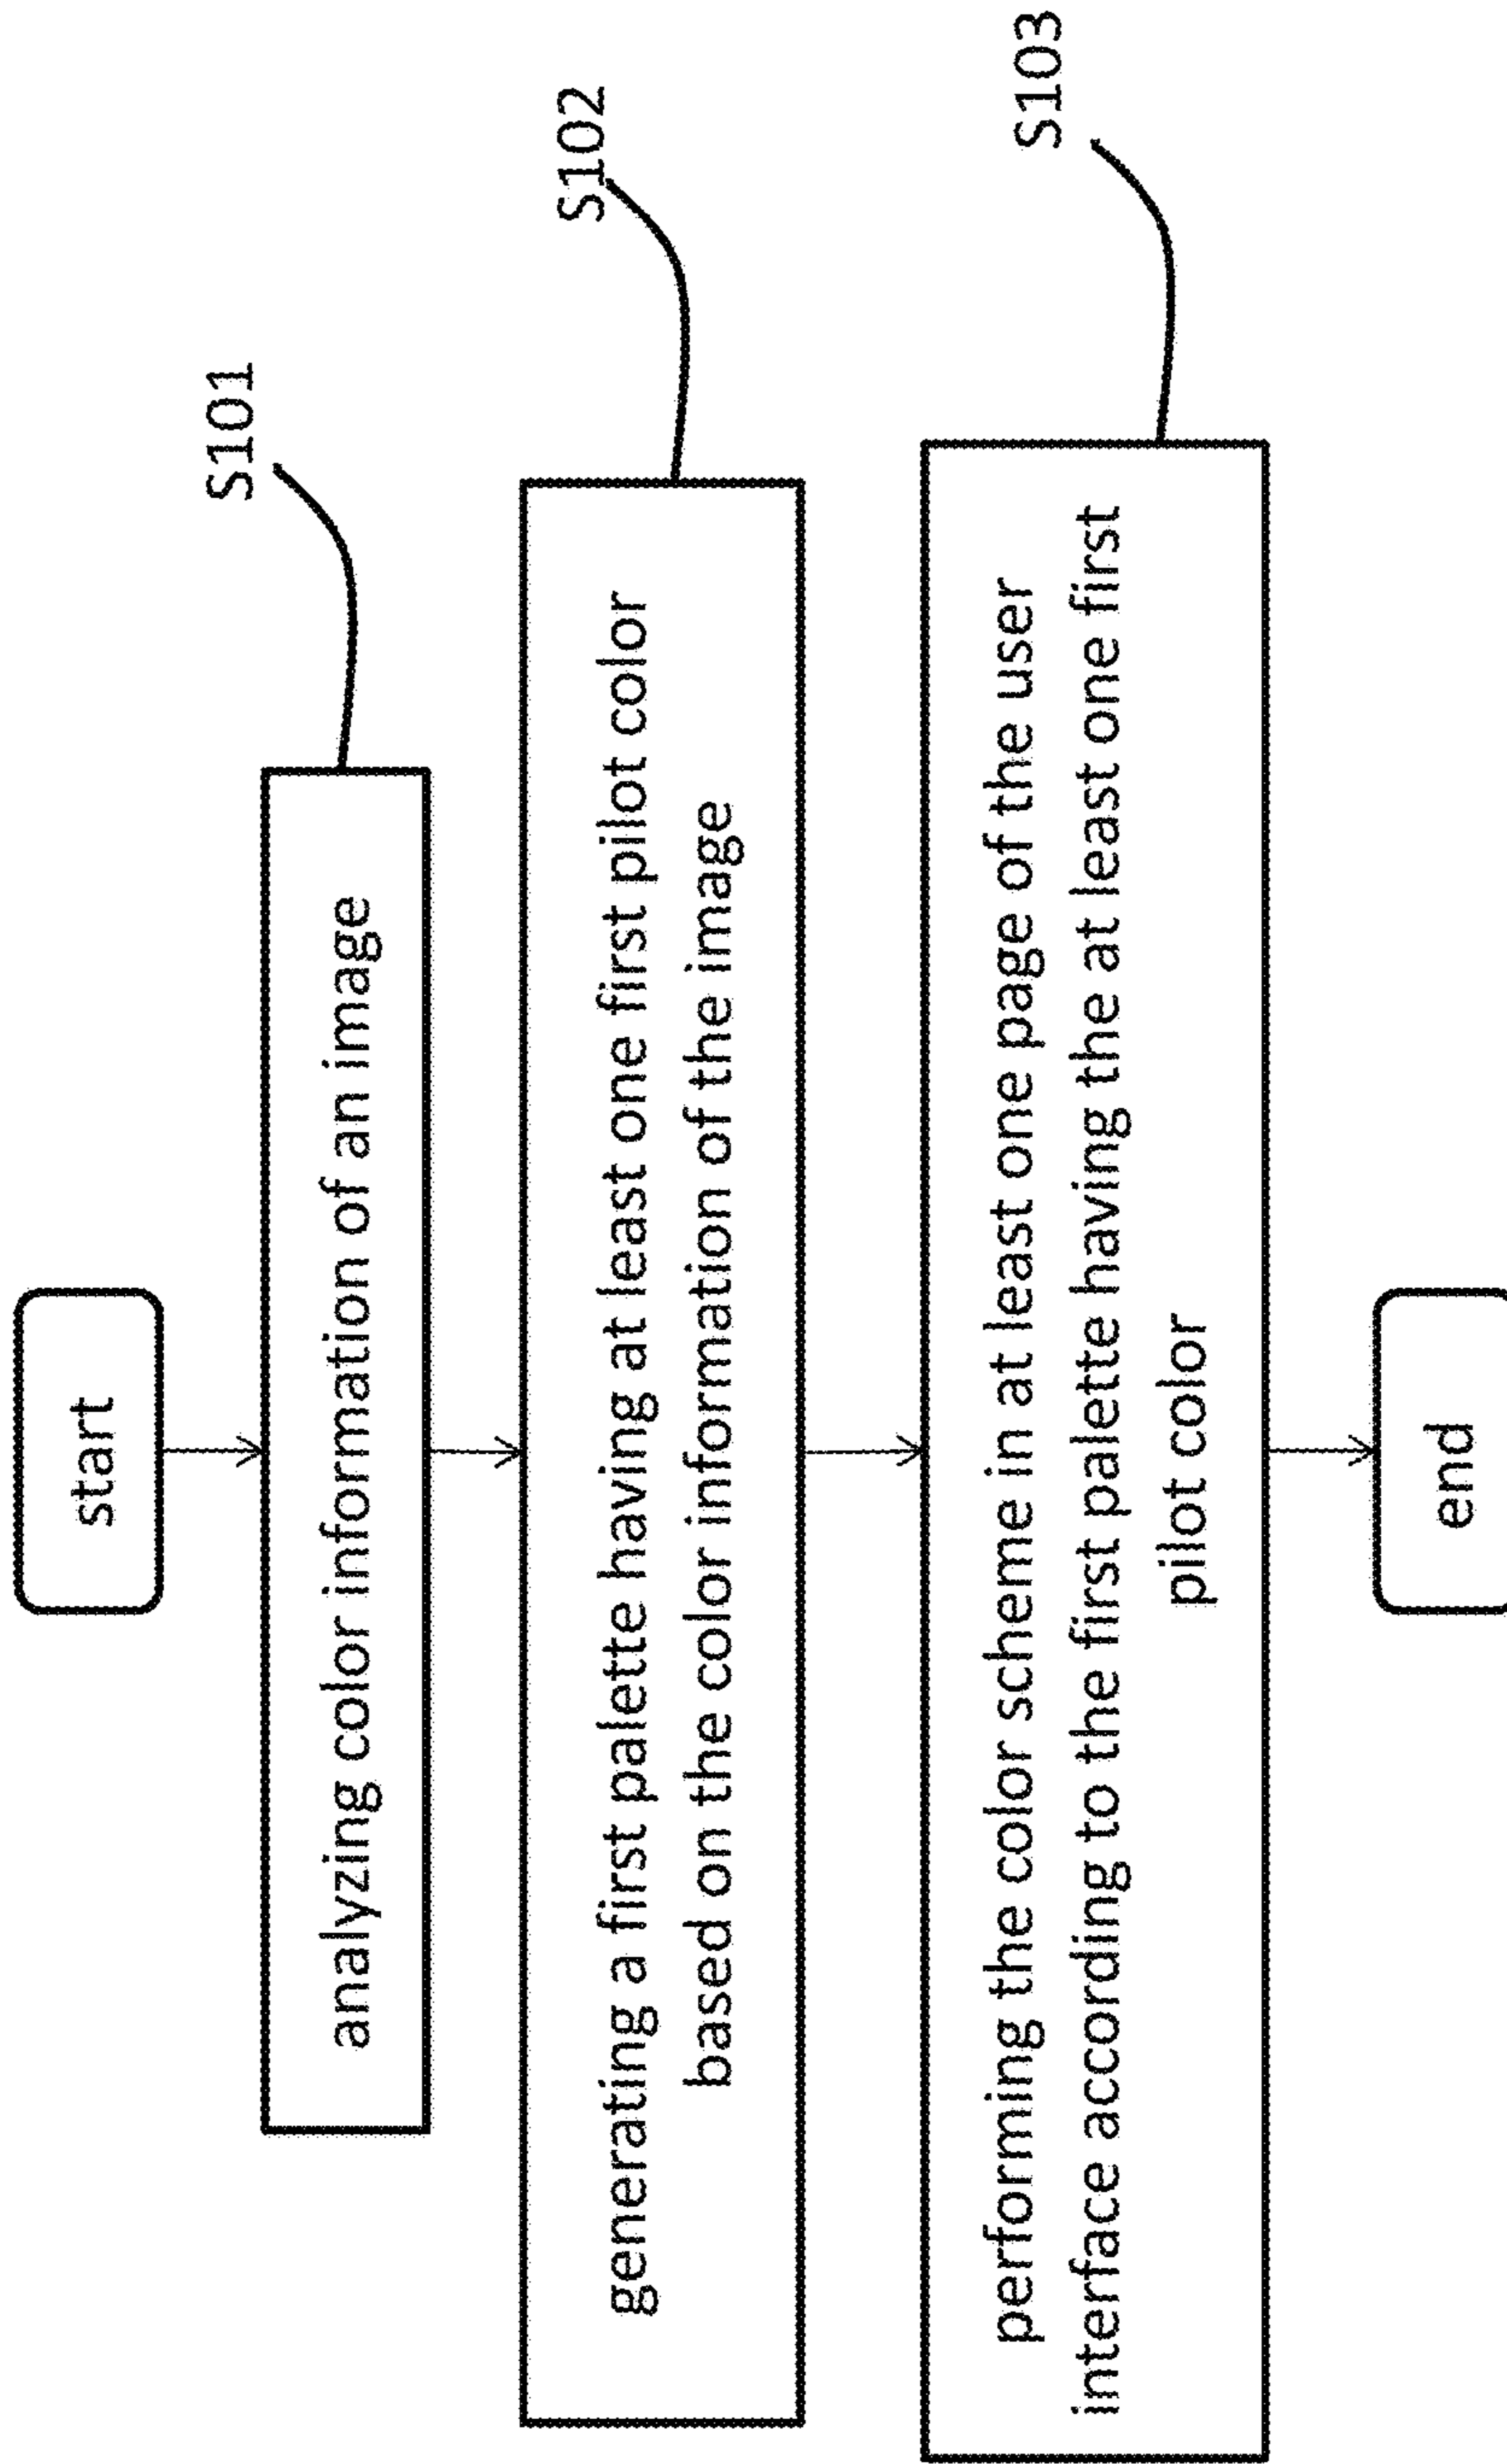 start
S101
analyzing color information of an image
S102
generating a first palette having at least one first pilot color
based on the color information of the image
S103
performing the color scheme in at least one page of the user
interface according to the first palette having the at least one first
pilot color
end